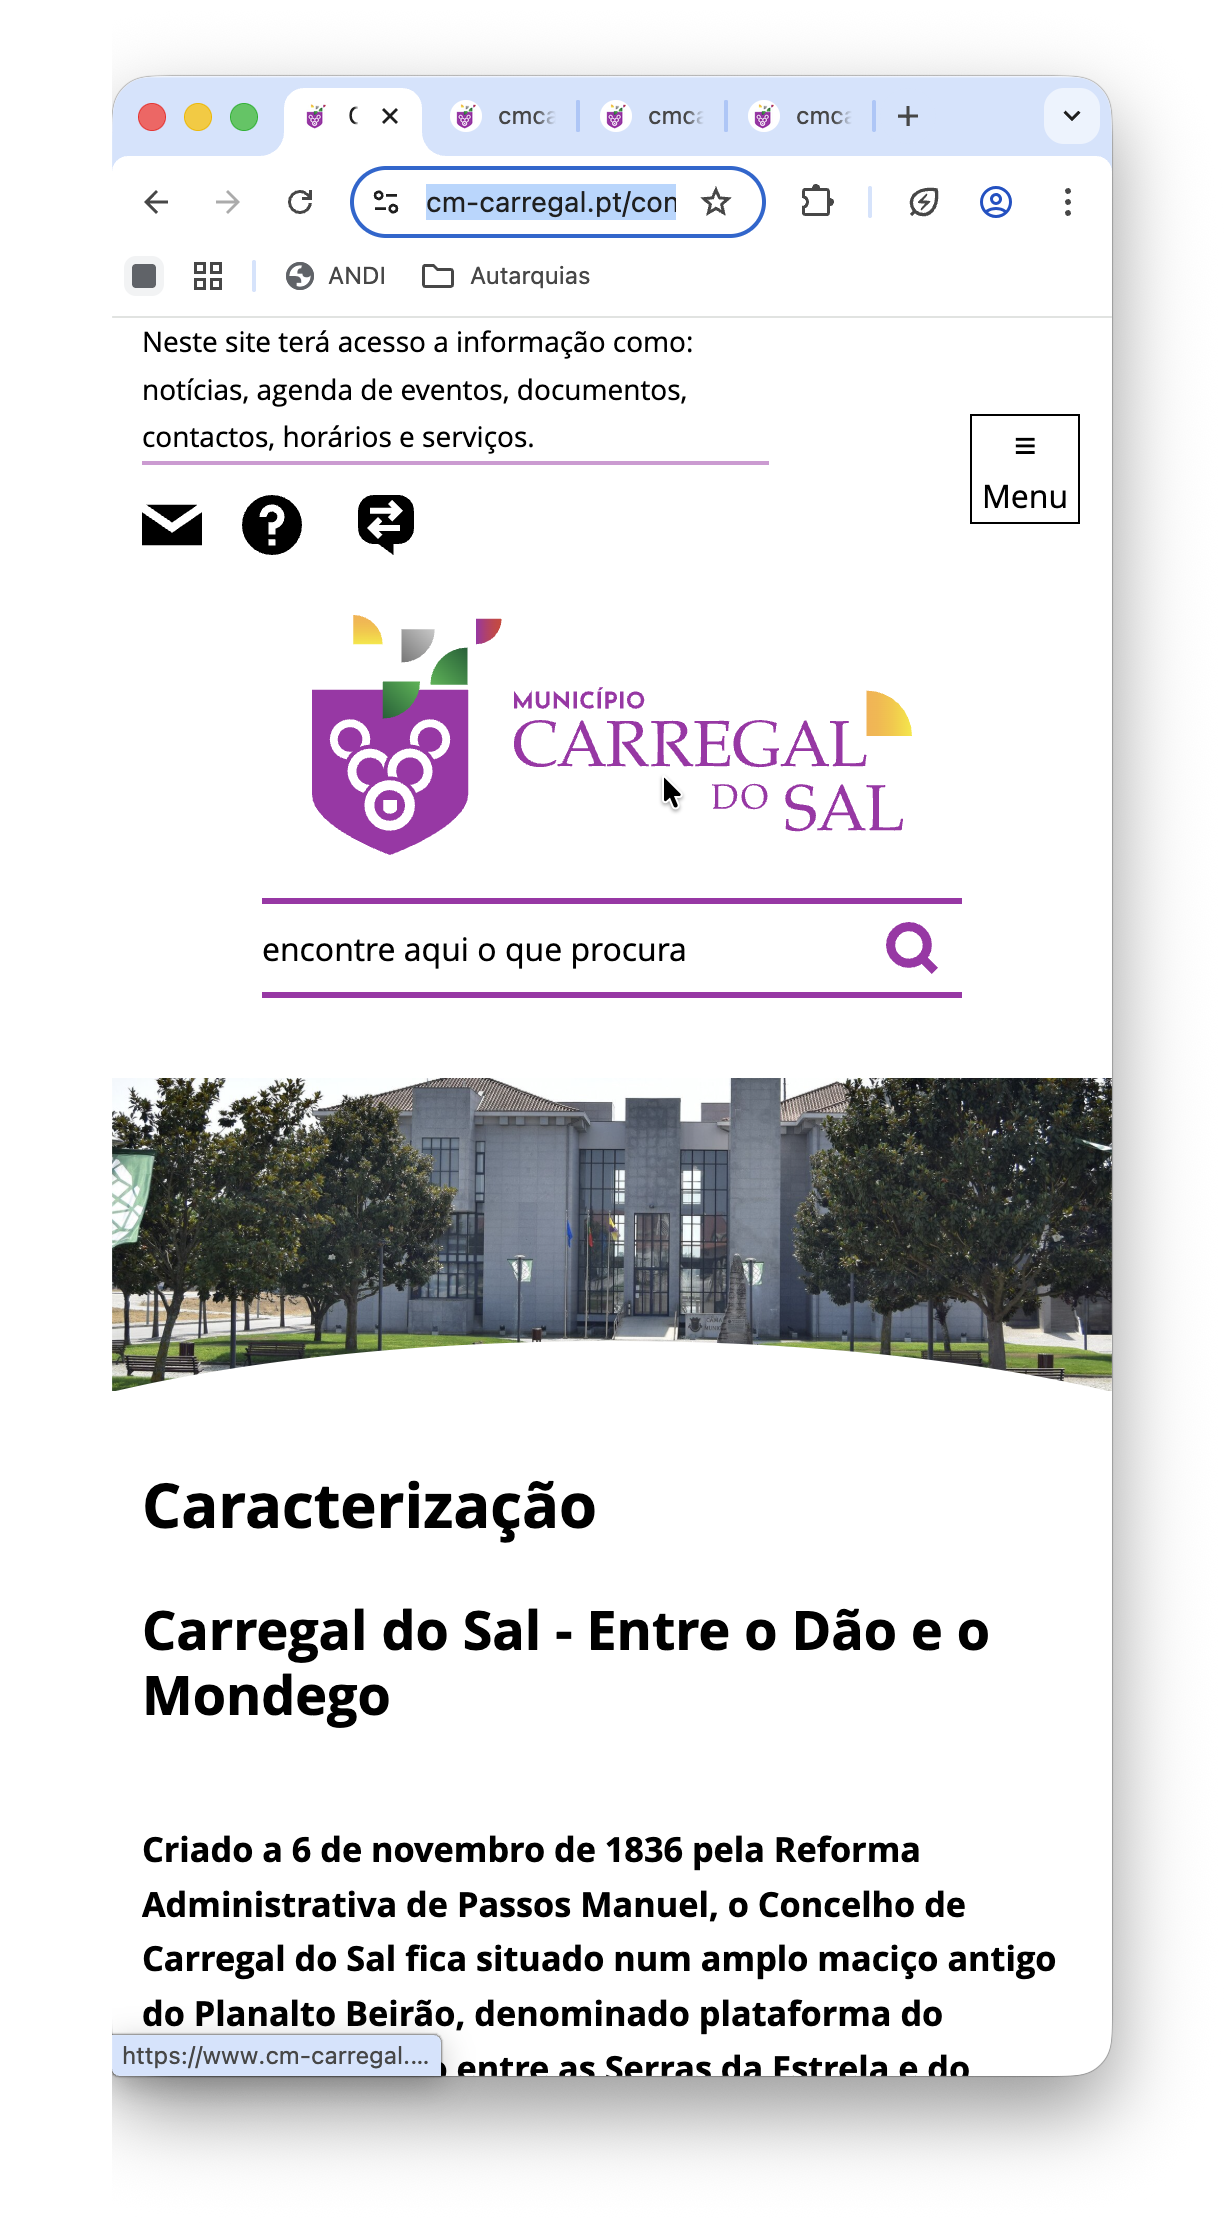 cmca
cmca
cmca
cm-carregal.pt/con
ANDI
Autarquias
Neste site terá acesso a informação como:
notícias, agenda de eventos, documentos,
contactos, horários e serviços.
≡
Menu
MUNICÍPIO
CARREGAL
DO SAL
encontre aqui o que procura
Caracterização
Carregal do Sal - Entre o Dão e o
Mondego
Criado a 6 de novembro de 1836 pela Reforma
Administrativa de Passos Manuel, o Concelho de
Carregal do Sal fica situado num amplo maciço antigo
do Planalto Beirão, denominado plataforma do
entre as Serras da Estrela e do
https://www.cm-carregal....